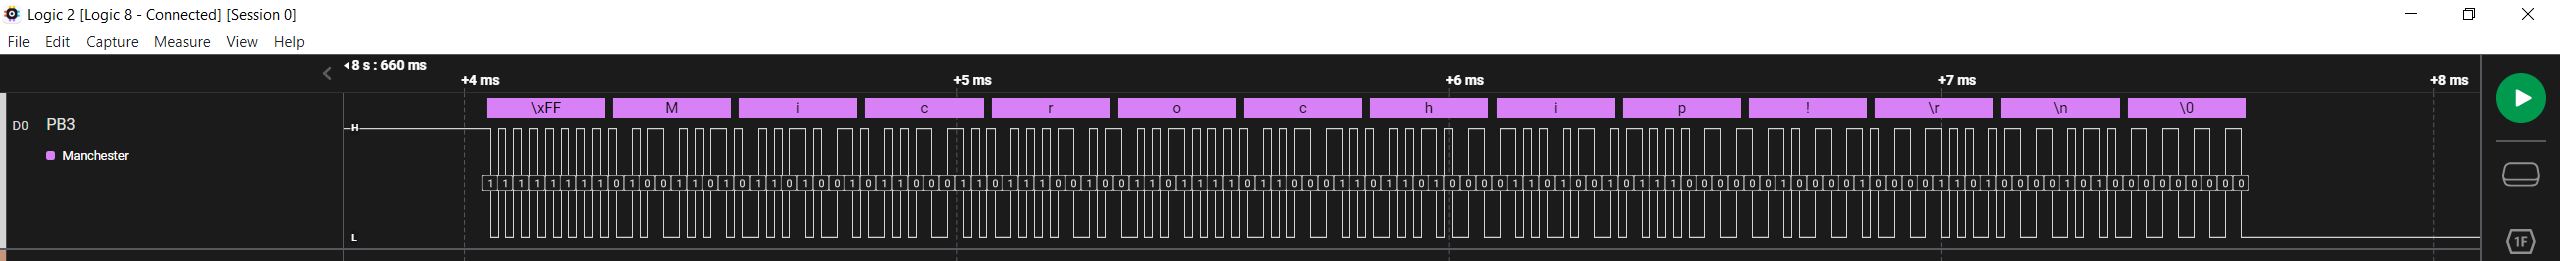 Logic 2 [Logic 8 - Connected] [Session 0]
File Edit Capture Measure View Help
8 s : 660 ms
+4 ms +5 ms +6 ms +7 ms +8 ms
D0 PB3
Manchester
\xFF M i c r o c h i p ! \r \n \0
H
1 1 1 1 1 1 1 1 0 1 0 0 1 1 0 1 0 1 1 0 1 0 0 1 0 1 1 0 0 0 1 1 0 1 1 1 0 0 1 0 0 1 1 0 1 1 1 1 0 1 1 0 0 0 1 1 0 1 1 0 1 0 0 0 0 1 1 0 1 0 0 1 0 1 1 1 0 0 0 0 0 0 1 0 0 0 0 1 0 0 0 0 1 1 0 1 0 0 0 0 1 0 1 0 0 0 0 0 0 0 0 0
L
1F